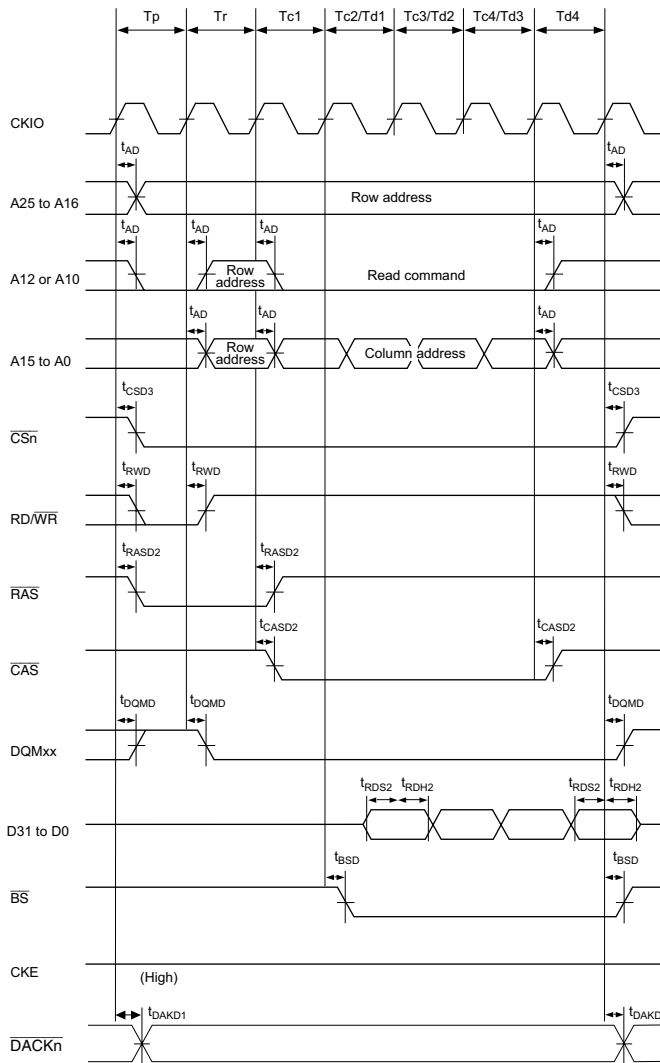 Tp Tr Tc1 Tc2/Td1 Tc3/Td2 Tc4/Td3 Td4
CKIO
tAD tAD
A25 to A16 Row address
tAD tAD tAD tAD
A12 or A10 Row address Read command
tAD tAD tAD
A15 to A0 Row address Column address
tCSD3 tCSD3
CSn
tRWD tRWD tRWD
RD/WR
tRASD2 tRASD2
RAS
tCASD2 tCASD2
CAS
tDQMD tDQMD tDQMD
DQMxx
tRDS2 tRDH2 tRDS2 tRDH2
D31 to D0
tBSD tBSD
BS
CKE (High)
tDAKD1 tDAKD
DACKn